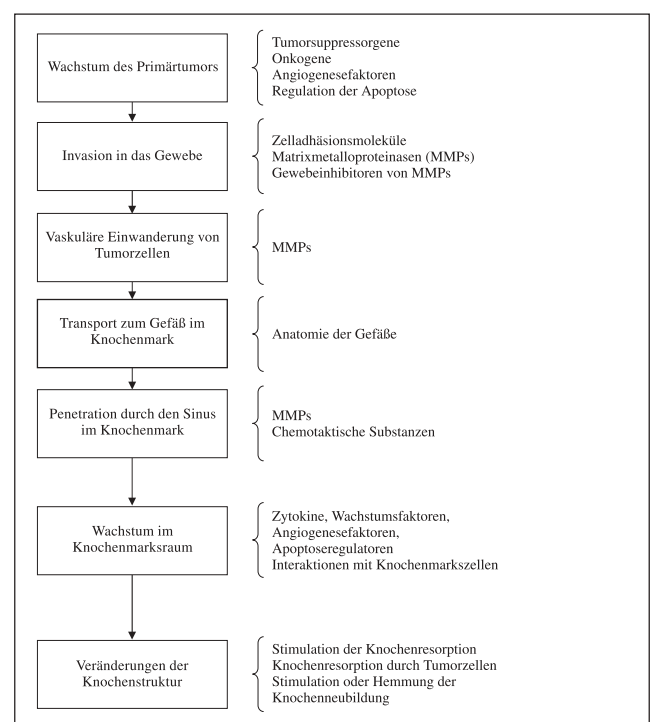 Wachstum des Primärtumors
Tumorsuppressorgene
Onkogene
Angiogenesefaktoren
Regulation der Apoptose
Invasion in das Gewebe
Zelladhäsionsmoleküle
Matrixmetalloproteinasen (MMPs)
Gewebeinhibitoren von MMPs
Vaskuläre Einwanderung von
Tumorzellen
MMPs
Transport zum Gefäß im
Knochenmark
Anatomie der Gefäße
Penetration durch den Sinus
im Knochenmark
MMPs
Chemotaktische Substanzen
Wachstum im
Knochenmarksraum
Zytokine, Wachstumsfaktoren,
Angiogenesefaktoren,
Apoptoseregulatoren
Interaktionen mit Knochenmarkszellen
Veränderungen der
Knochenstruktur
Stimulation der Knochenresorption
Knochenresorption durch Tumorzellen
Stimulation oder Hemmung der
Knochenneubildung